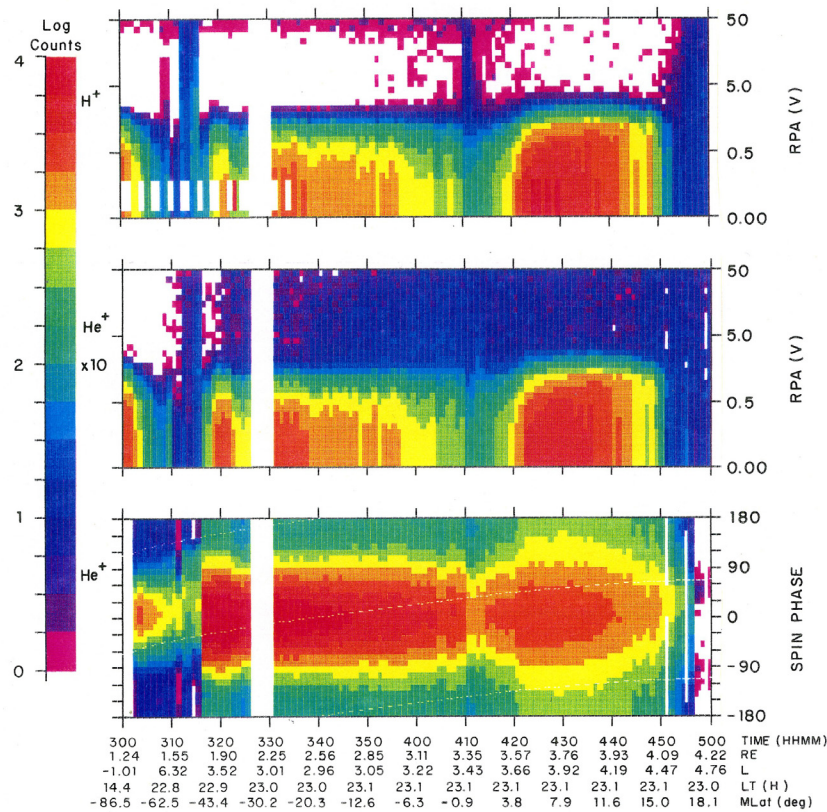 Log
Counts
4
3
2
1
0
H+
50
5.0
0.5
0.00
RPA (V)
He+
x10
50
5.0
0.5
0.00
RPA (V)
He+
180
90
0
-90
-180
SPIN PHASE
300 310 320 330 340 350 400 410 420 430 440 450 500 TIME (HHMM)
1.24 1.55 1.90 2.25 2.56 2.85 3.11 3.35 3.57 3.76 3.93 4.09 4.22 RE
-1.01 6.32 3.52 3.01 2.96 3.05 3.22 3.43 3.66 3.92 4.19 4.47 4.76 L
14.4 22.8 22.9 23.0 23.0 23.1 23.1 23.1 23.1 23.1 23.1 23.1 23.0 LT (H)
-86.5 -62.5 -43.4 -30.2 -20.3 -12.6 -6.3 -0.9 3.8 7.9 11.6 15.0 18.1 MLat (deg)